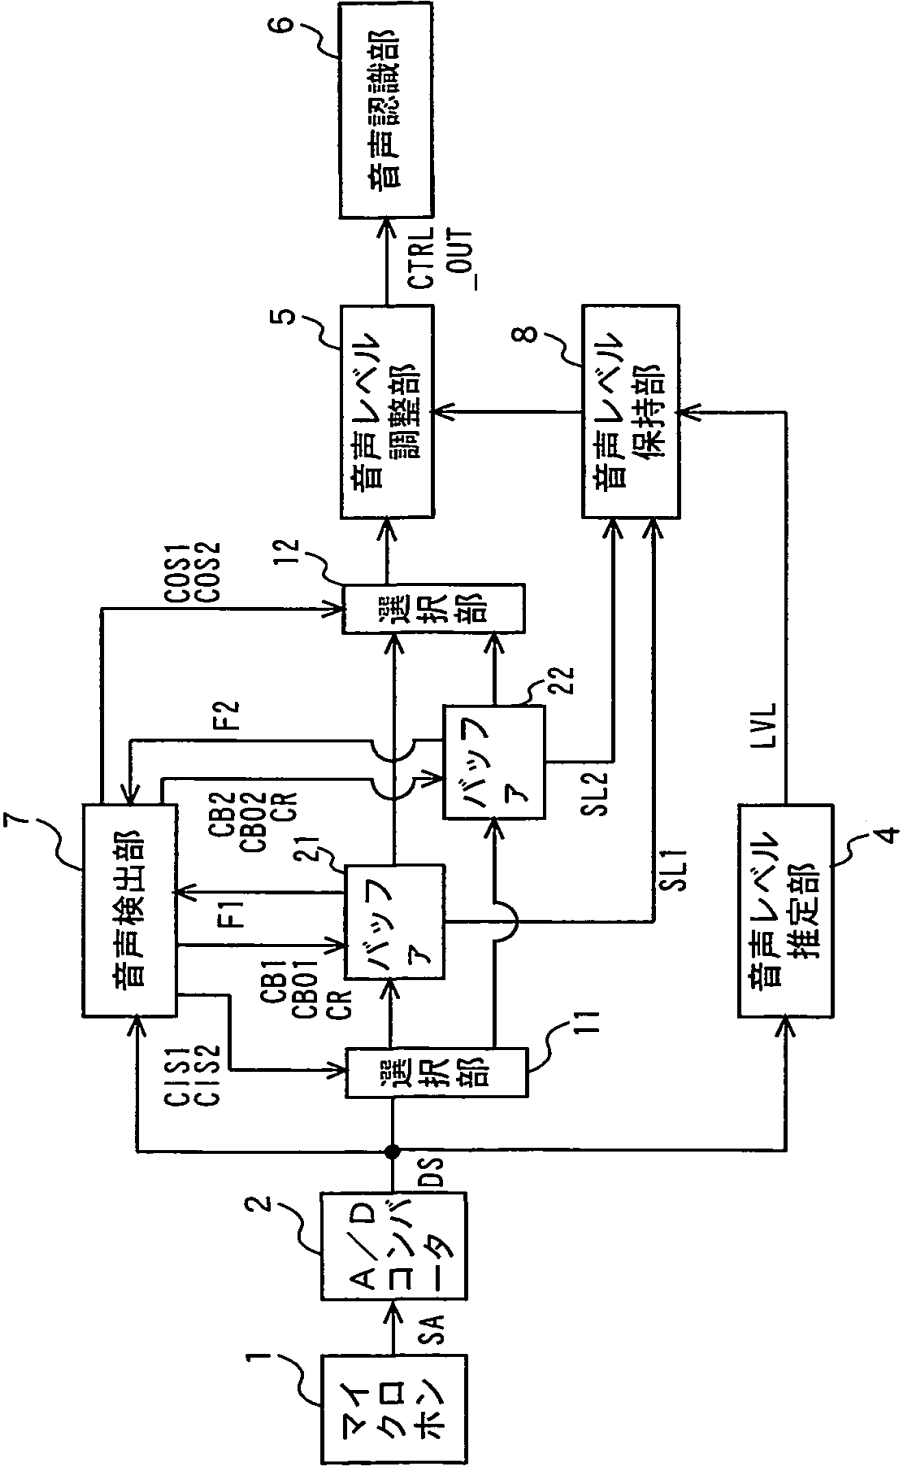 1
マイ
クロ
ホン
SA
2
A/D
コンバ
ータ
DS
CIS1
CIS2
11
選
択
部
7
音声検出部
CB1
CBO1
CR
F1
21
バッフ
ァ
CB2
CBO2
CR
F2
22
バッフ
ァ
SL1
SL2
4
音声レベル
推定部
LVL
COS1
COS2
12
選
択
部
5
音声レベル
調整部
8
音声レベル
保持部
CTRL
_OUT
6
音声認識部